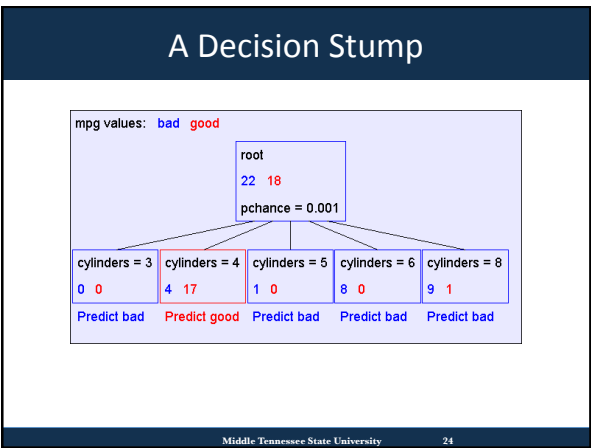 A Decision Stump
mpg values: bad good
root
22 18
pchance = 0.001
cylinders = 3 cylinders = 4 cylinders = 5 cylinders = 6 cylinders = 8
0 0 4 17 1 0 8 0 9 1
Predict bad Predict good Predict bad Predict bad Predict bad
Middle Tennessee State University 24